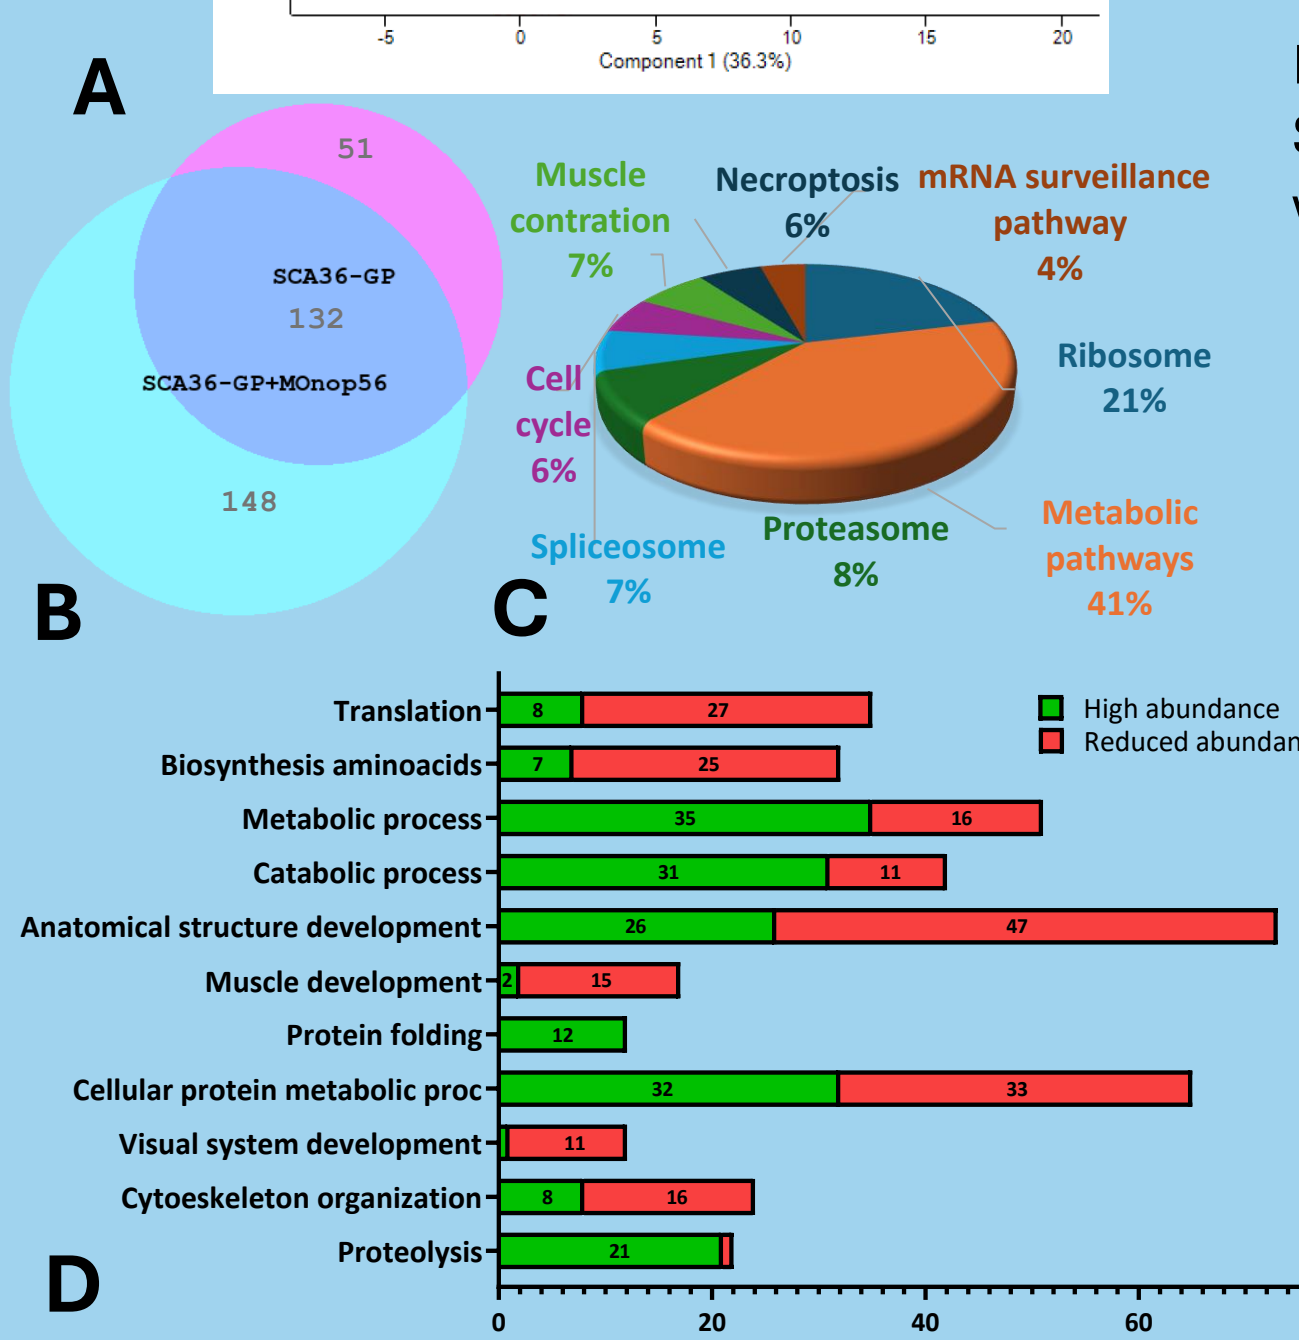 -5 0 5 10 15 20
Component 1 (36.3%)
A
51
SCA36-GP
132
SCA36-GP+MOnop56
148
B
Muscle
contration
7%
Necroptosis
6%
mRNA surveillance
pathway
4%
Ribosome
21%
Cell
cycle
6%
Metabolic
pathways
41%
Proteasome
8%
Spliceosome
7%
C
High abundance
Reduced abundan
Translation 8 27
Biosynthesis aminoacids 7 25
Metabolic process 35 16
Catabolic process 31 11
Anatomical structure development 26 47
Muscle development 2 15
Protein folding 12
Cellular protein metabolic proc 32 33
Visual system development 11
Cytoeskeleton organization 8 16
Proteolysis 21
D
0 20 40 60